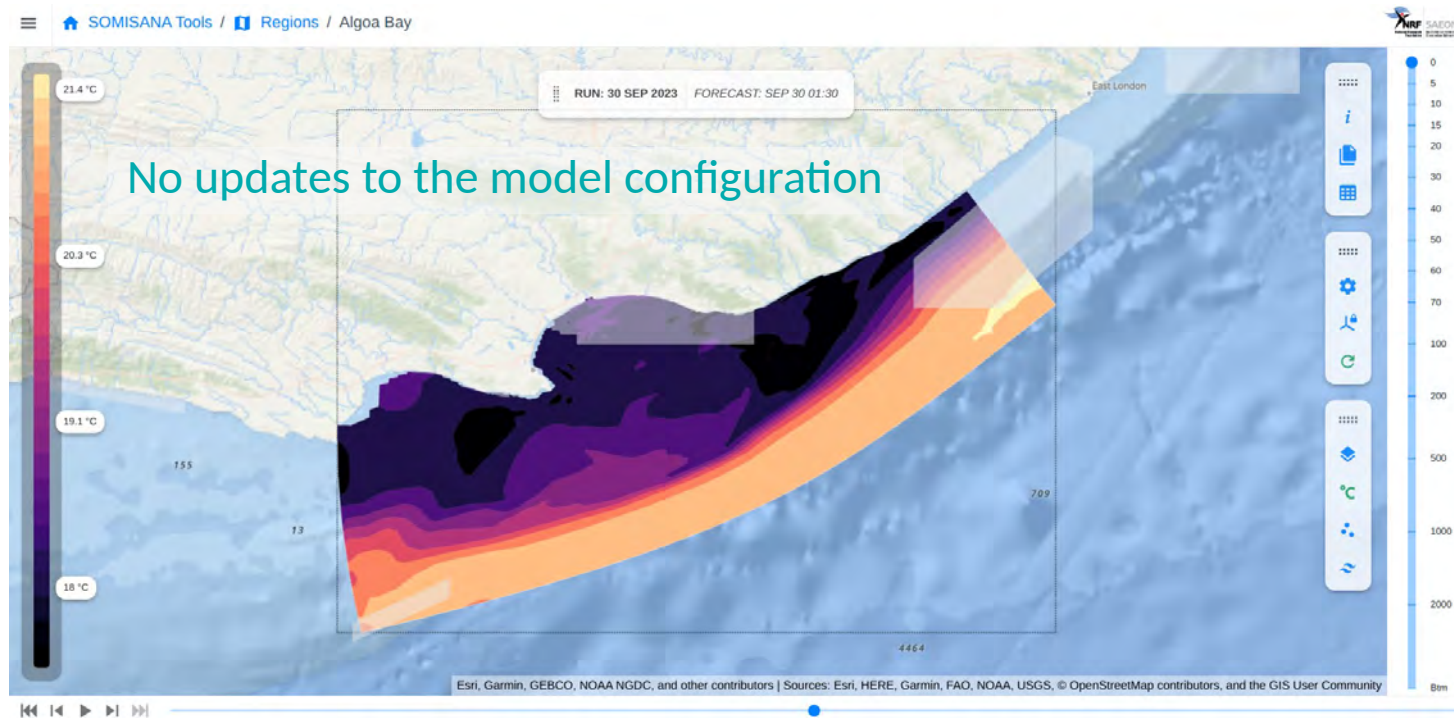 SOMISANA Tools / Regions / Algoa Bay
NRF SAEON
21.4 °C
RUN: 30 SEP 2023 FORECAST: SEP 30 01:30
East London
No updates to the model configuration
20.3 °C
19.1 °C
18 °C
155
13
709
4464
i
°C
0
5
10
15
20
30
40
50
60
70
100
200
500
1000
2000
Btm
Esri, Garmin, GEBCO, NOAA NGDC, and other contributors | Sources: Esri, HERE, Garmin, FAO, NOAA, USGS, © OpenStreetMap contributors, and the GIS User Community